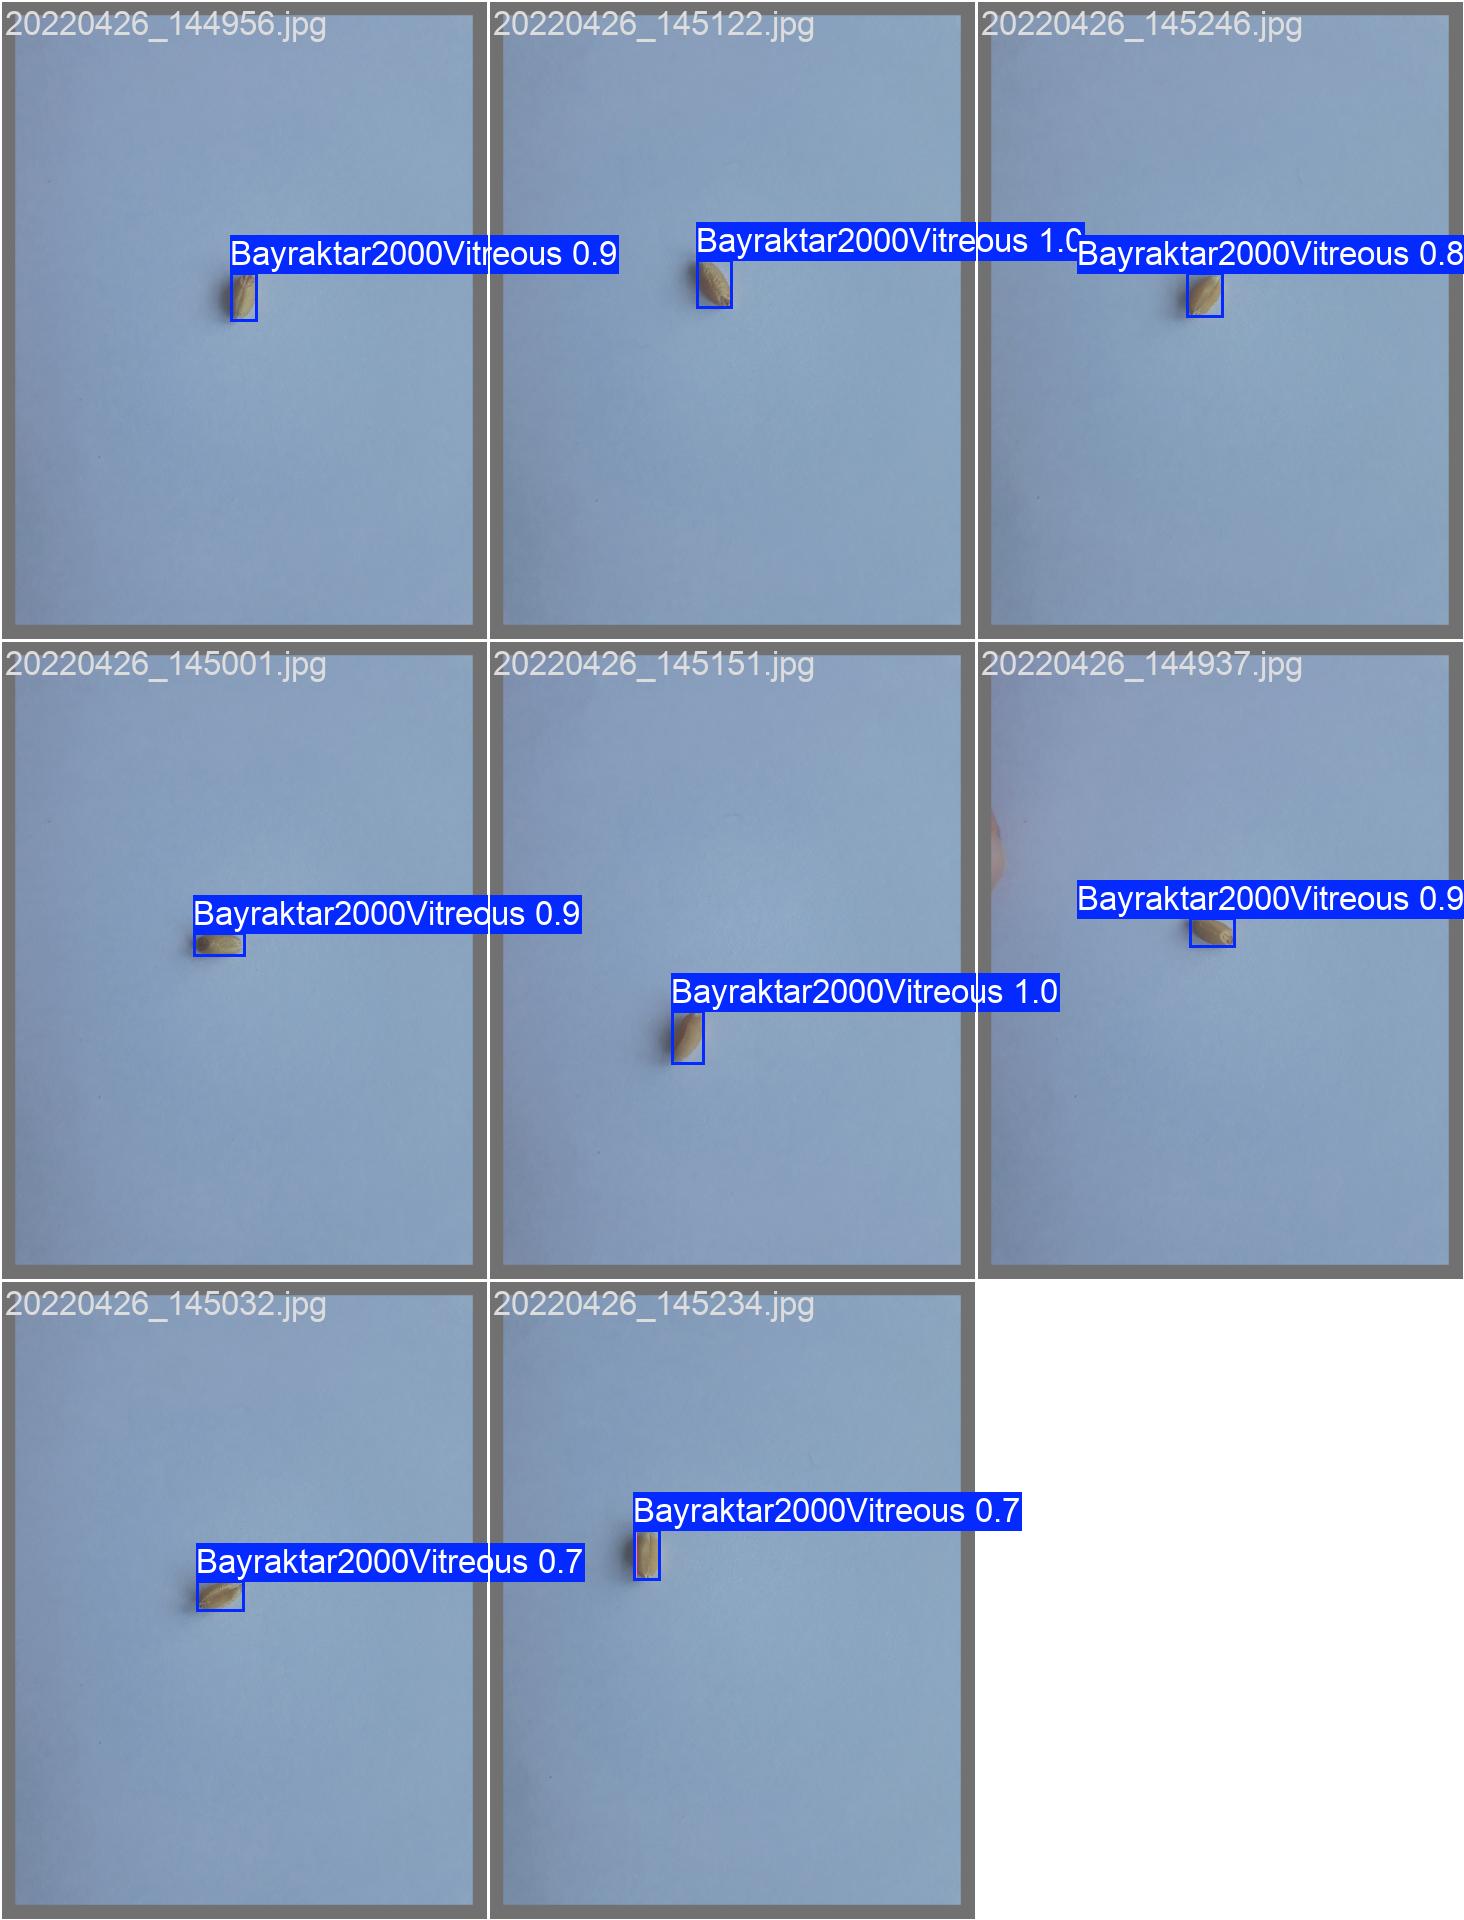 20220426_144956.jpg
20220426_145122.jpg
20220426_145246.jpg
Bayraktar2000Vitreous 0.9
Bayraktar2000Vitreous 1.0
Bayraktar2000Vitreous 0.8
20220426_145001.jpg
20220426_145151.jpg
20220426_144937.jpg
Bayraktar2000Vitreous 0.9
Bayraktar2000Vitreous 1.0
Bayraktar2000Vitreous 0.9
20220426_145032.jpg
20220426_145234.jpg
Bayraktar2000Vitreous 0.7
Bayraktar2000Vitreous 0.7